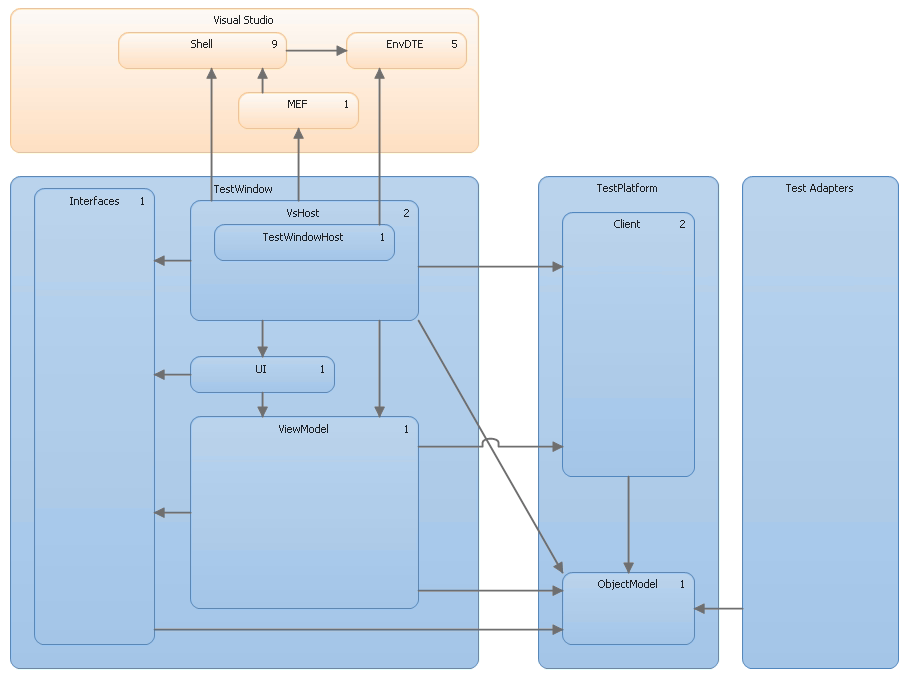 Visual Studio
Shell 9
EnvDTE 5
MEF 1
TestWindow
Interfaces 1
VsHost 2
TestWindowHost 1
UI 1
ViewModel 1
TestPlatform
Client 2
ObjectModel 1
Test Adapters